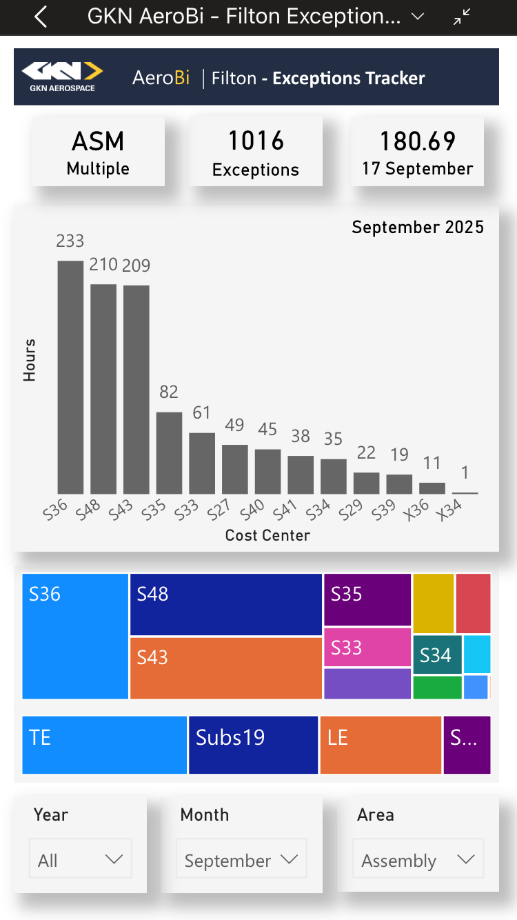 GKN AeroBi - Filton Exception...
GKN
GKN AEROSPACE
AeroBi | Filton - Exceptions Tracker
ASM
Multiple
1016
Exceptions
180.69
17 September
September 2025
Hours
233
210
209
82
61
49
45
38
35
22
19
11
1
S36
S48
S43
S35
S33
S27
S40
S41
S34
S29
S39
X36
X34
Cost Center
S36
S48
S35
S43
S33
S34
TE
Subs19
LE
S...
Year
Month
Area
All
September
Assembly